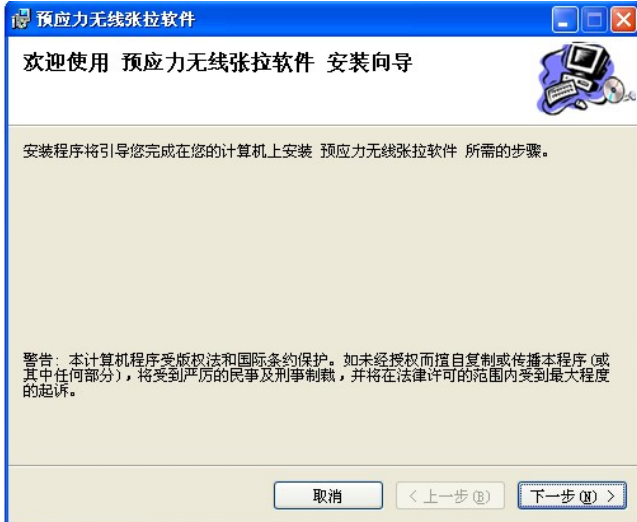 预应力无线张拉软件
欢迎使用 预应力无线张拉软件 安装向导
安装程序将引导您完成在您的计算机上安装 预应力无线张拉软件 所需的步骤。
警告: 本计算机程序受版权法和国际条约保护。如未经授权而擅自复制或传播本程序(或
其中任何部分)，将受到严厉的民事及刑事制裁，并将在法律许可的范围内受到最大程度
的起诉。
取消
< 上一步(B)
下一步(N) >